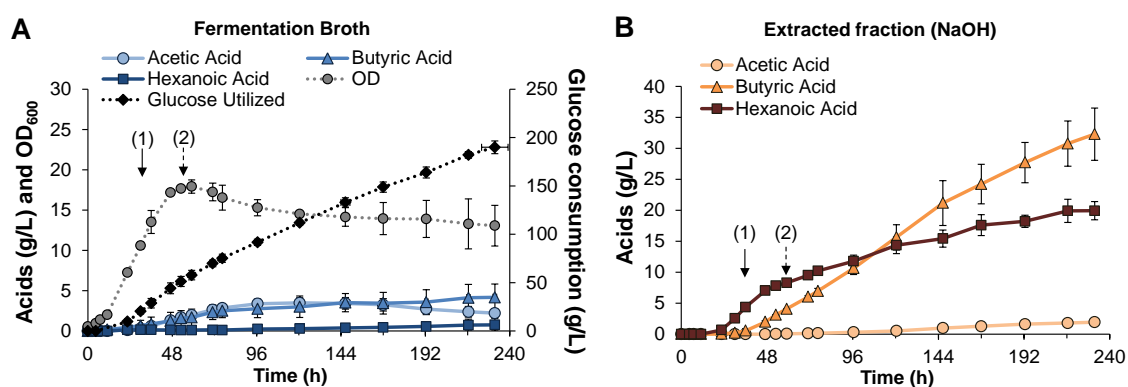 A
Fermentation Broth
Acetic Acid
Butyric Acid
Hexanoic Acid
OD
Glucose Utilized
Acids (g/L) and OD600
30
25
20
15
10
5
0
(1)
(2)
Glucose consumption (g/L)
250
200
150
100
50
0
0
48
96
144
192
240
Time (h)
B
Extracted fraction (NaOH)
Acetic Acid
Butyric Acid
Hexanoic Acid
Acids (g/L)
40
35
30
25
20
15
10
5
0
(1)
(2)
0
48
96
144
192
240
Time (h)